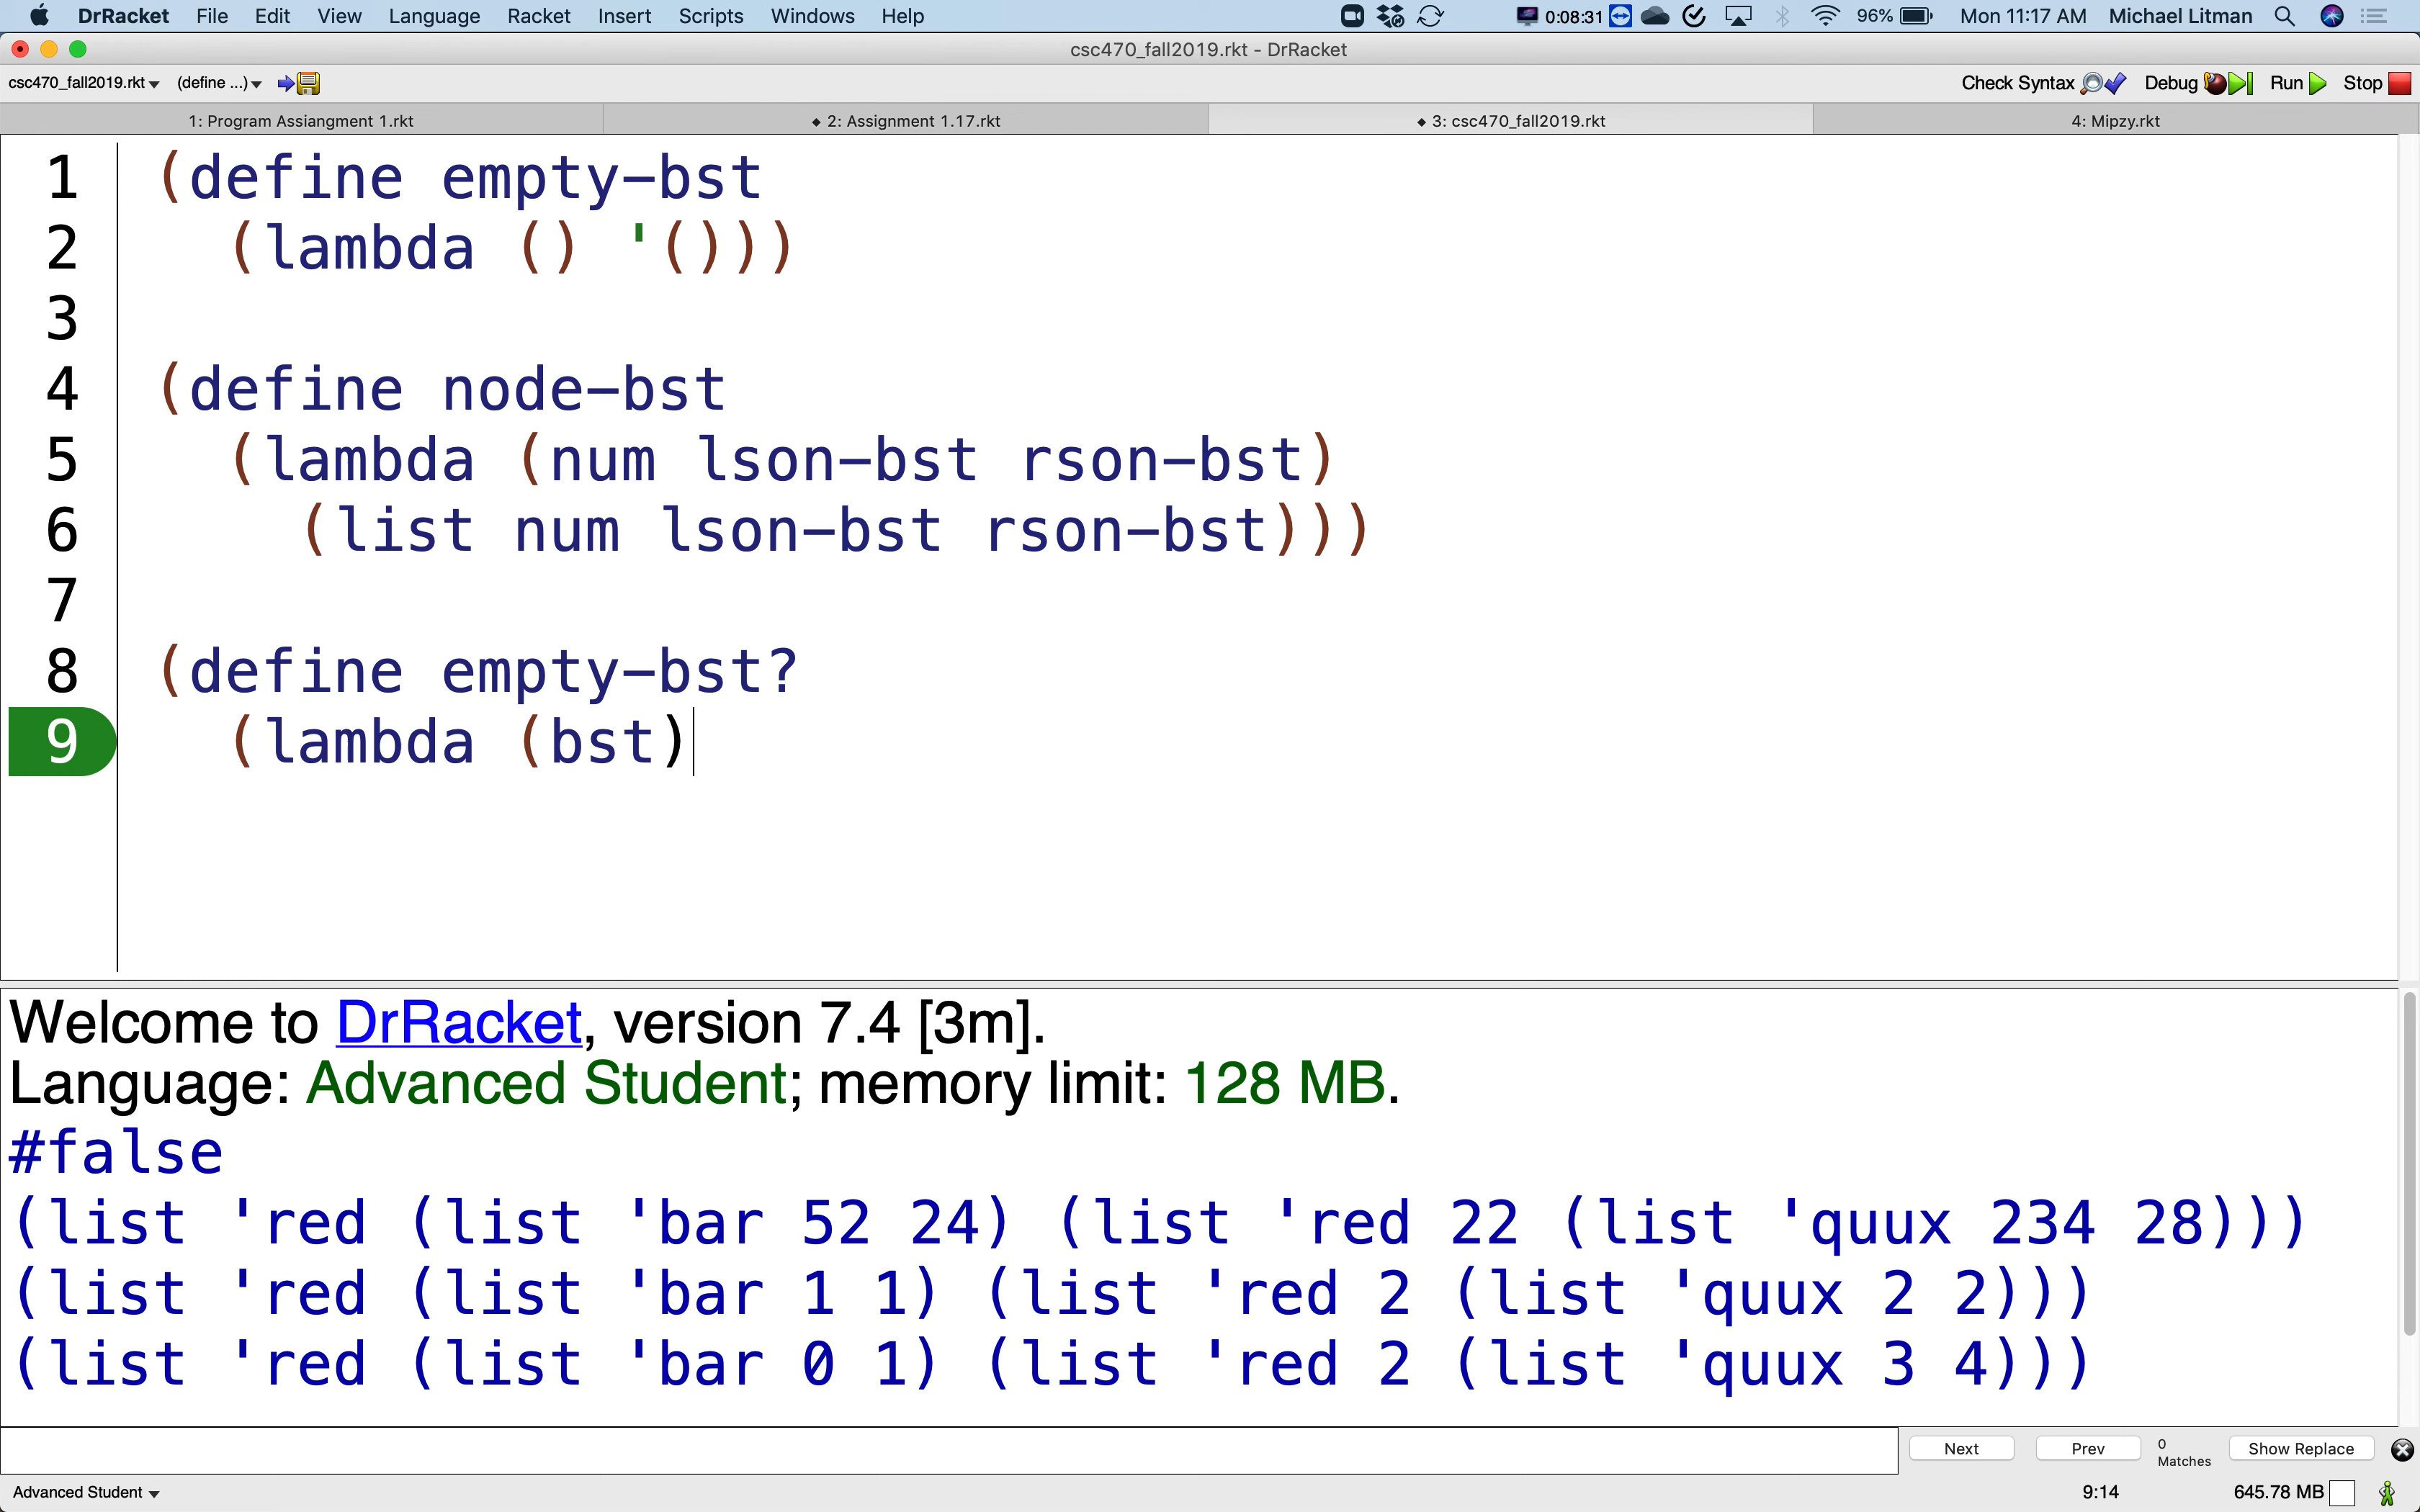 DrRacket File Edit View Language Racket Insert Scripts Windows Help 0:08:31 96% Mon 11:17 AM Michael Litman
csc470_fall2019.rkt - DrRacket
csc470_fall2019.rkt (define ...) Check Syntax Debug Run Stop
1: Program Assiangment 1.rkt ◆ 2: Assignment 1.17.rkt ◆ 3: csc470_fall2019.rkt 4: Mipzy.rkt
1 (define empty-bst
2 (lambda () '()))
3
4 (define node-bst
5 (lambda (num lson-bst rson-bst)
6 (list num lson-bst rson-bst)))
7
8 (define empty-bst?
9 (lambda (bst)
Welcome to DrRacket, version 7.4 [3m].
Language: Advanced Student; memory limit: 128 MB.
#false
(list 'red (list 'bar 52 24) (list 'red 22 (list 'quux 234 28)))
(list 'red (list 'bar 1 1) (list 'red 2 (list 'quux 2 2)))
(list 'red (list 'bar 0 1) (list 'red 2 (list 'quux 3 4)))
Next Prev 0 Matches Show Replace
Advanced Student 9:14 645.78 MB